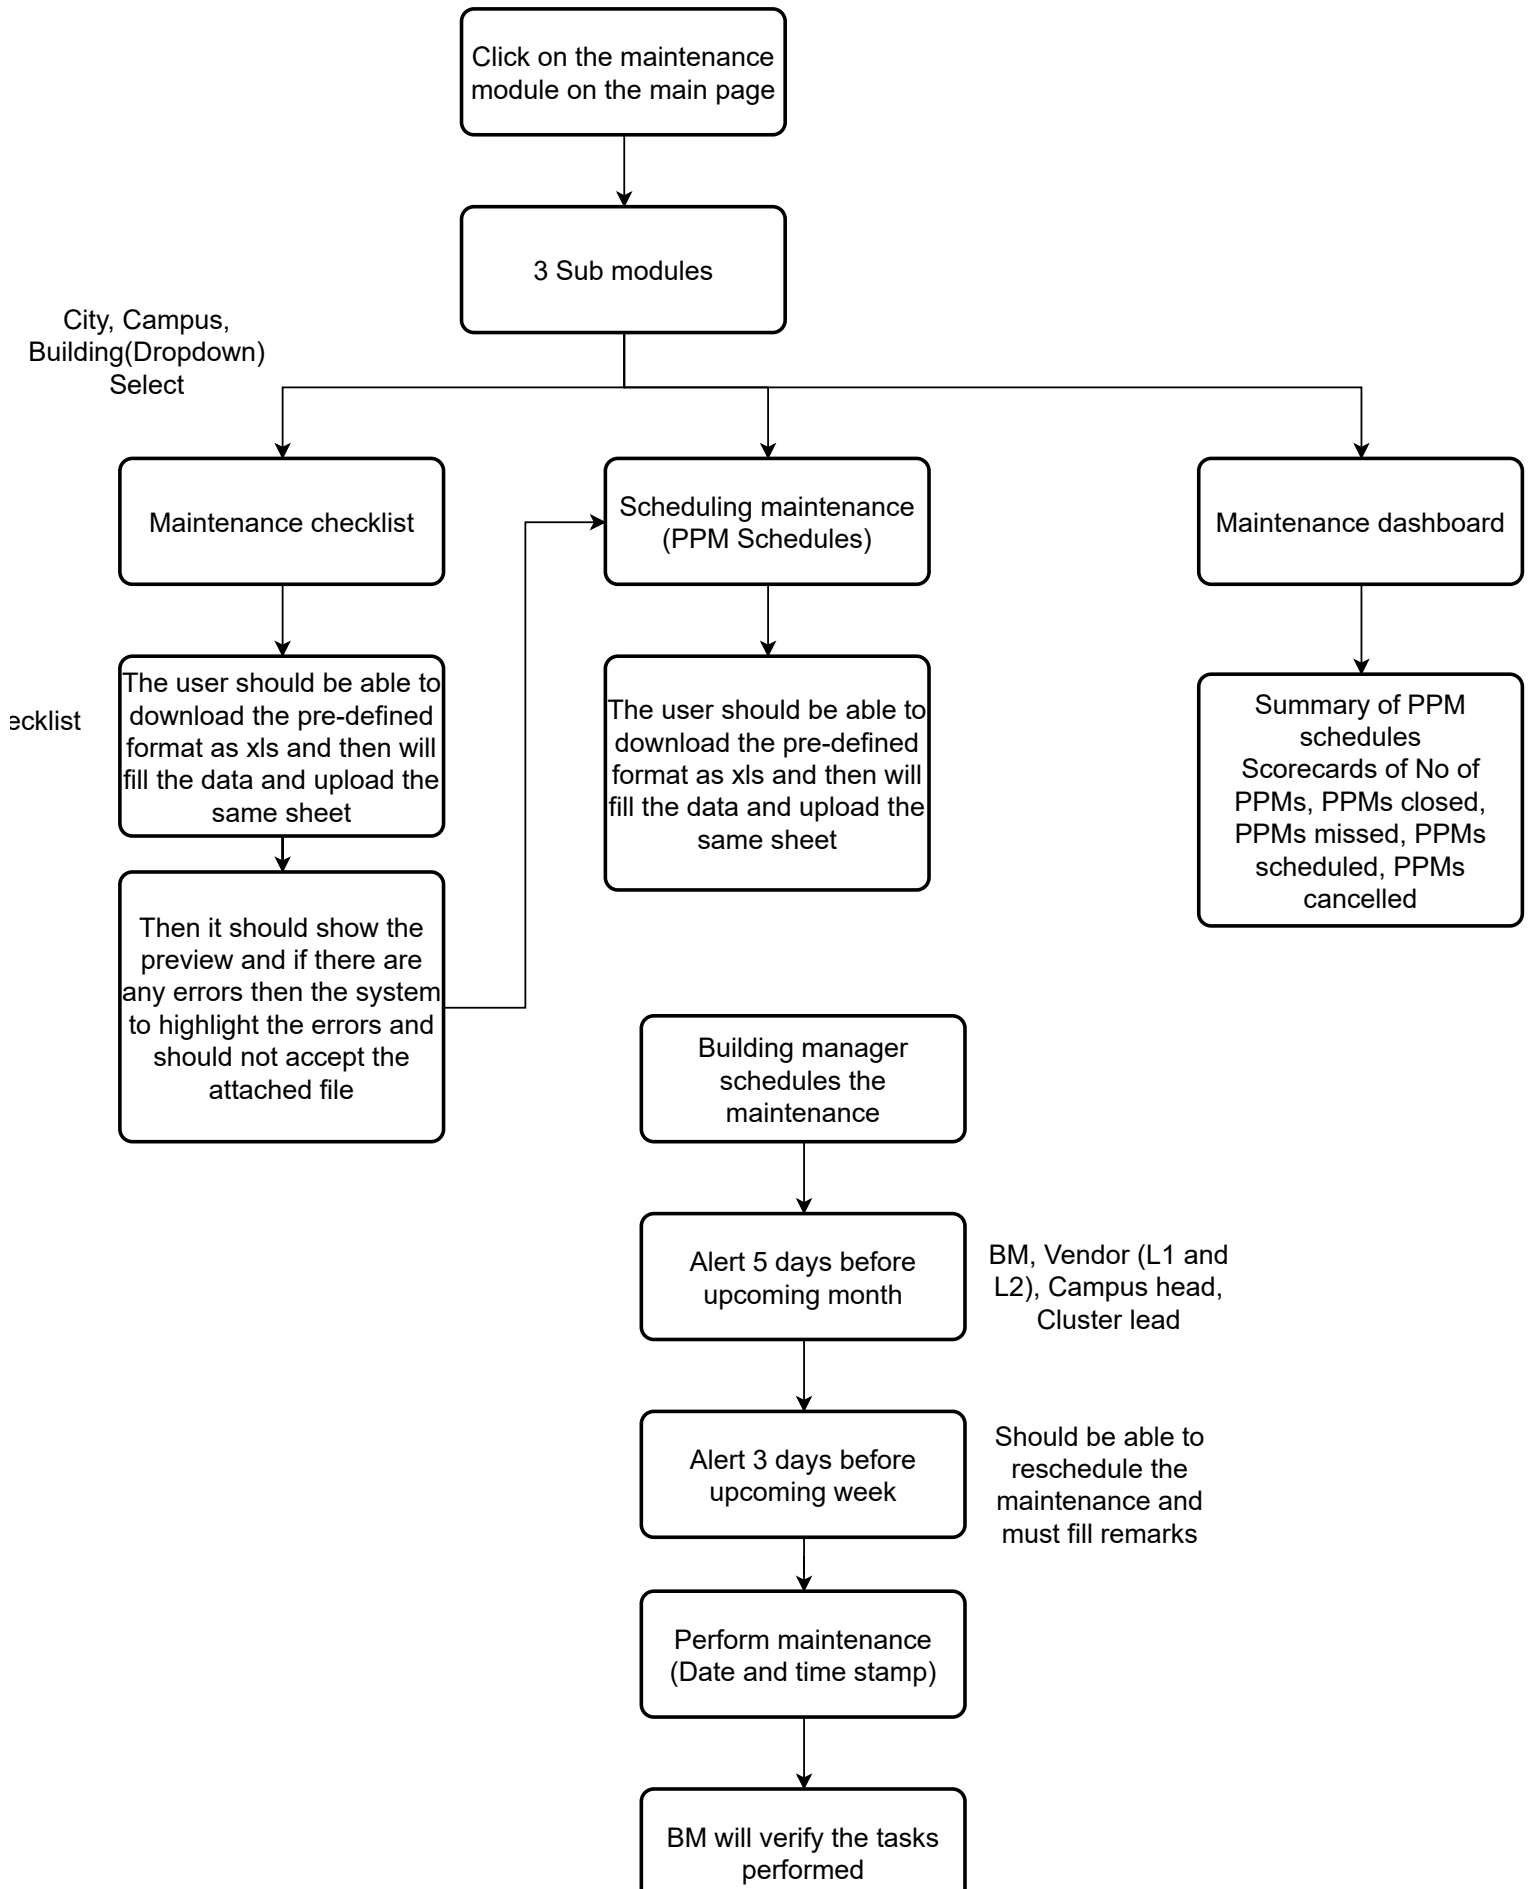 Click on the maintenance
module on the main page
3 Sub modules
City, Campus,
Building(Dropdown)
Select
Maintenance checklist
Scheduling maintenance
(PPM Schedules)
Maintenance dashboard
ecklist
The user should be able to
download the pre-defined
format as xls and then will
fill the data and upload the
same sheet
The user should be able to
download the pre-defined
format as xls and then will
fill the data and upload the
same sheet
Summary of PPM
schedules
Scorecards of No of
PPMs, PPMs closed,
PPMs missed, PPMs
scheduled, PPMs
cancelled
Then it should show the
preview and if there are
any errors then the system
to highlight the errors and
should not accept the
attached file
Building manager
schedules the
maintenance
Alert 5 days before
upcoming month
BM, Vendor (L1 and
L2), Campus head,
Cluster lead
Alert 3 days before
upcoming week
Should be able to
reschedule the
maintenance and
must fill remarks
Perform maintenance
(Date and time stamp)
BM will verify the tasks
performed